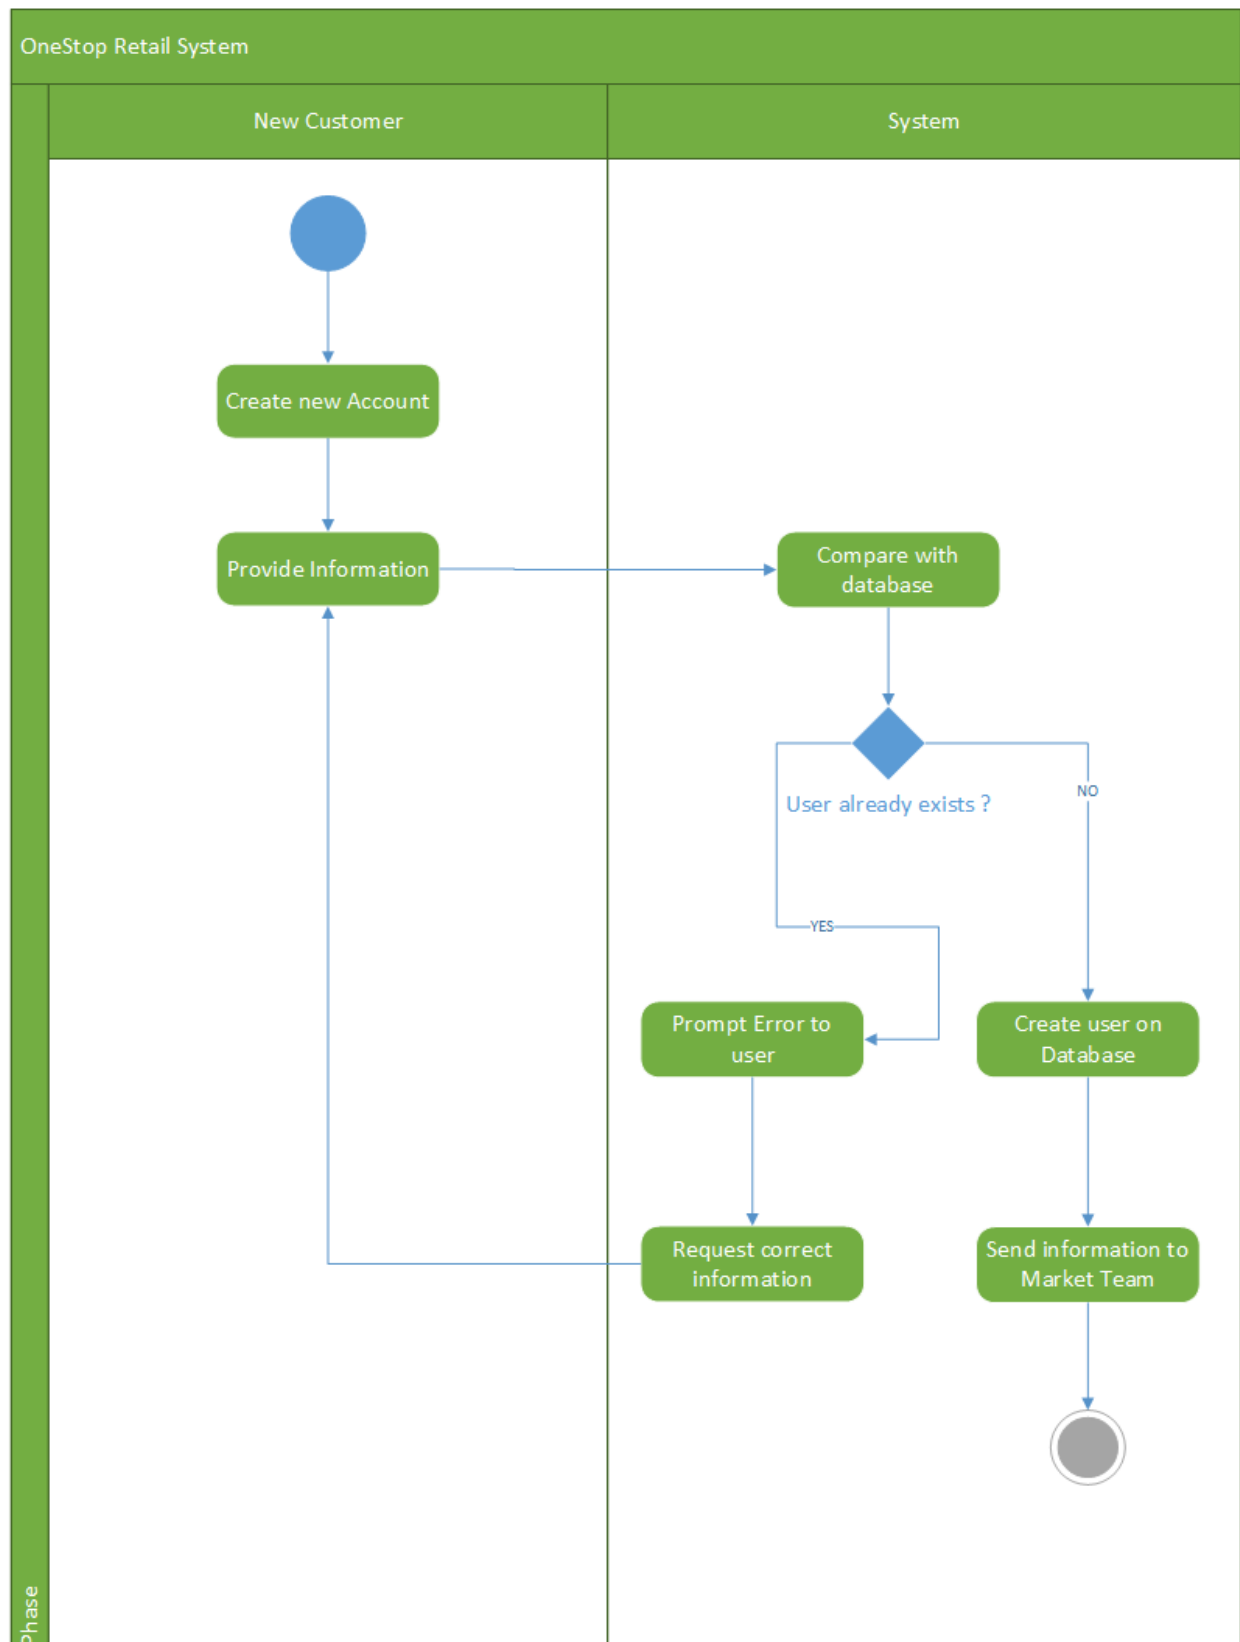 OneStop Retail System
New Customer
System
Create new Account
Provide Information
Compare with
database
User already exists ?
NO
YES
Prompt Error to
user
Create user on
Database
Request correct
information
Send information to
Market Team
Phase